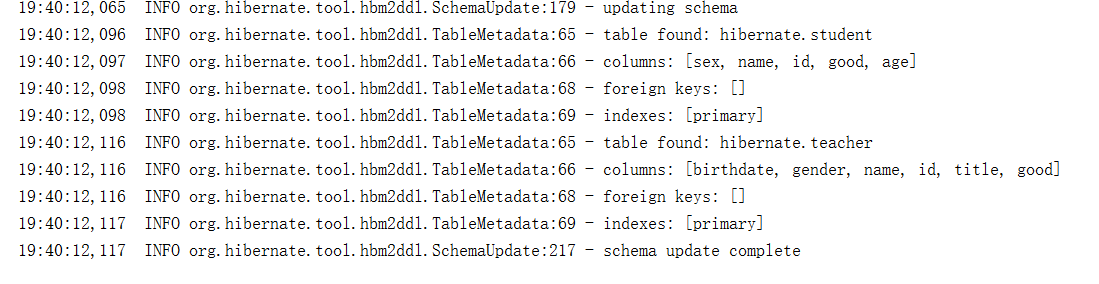 19:40:12,065 INFO org.hibernate.tool.hbm2ddl.SchemaUpdate:179 - updating schema
19:40:12,096 INFO org.hibernate.tool.hbm2ddl.TableMetadata:65 - table found: hibernate.student
19:40:12,097 INFO org.hibernate.tool.hbm2ddl.TableMetadata:66 - columns: [sex, name, id, good, age]
19:40:12,098 INFO org.hibernate.tool.hbm2ddl.TableMetadata:68 - foreign keys: []
19:40:12,098 INFO org.hibernate.tool.hbm2ddl.TableMetadata:69 - indexes: [primary]
19:40:12,116 INFO org.hibernate.tool.hbm2ddl.TableMetadata:65 - table found: hibernate.teacher
19:40:12,116 INFO org.hibernate.tool.hbm2ddl.TableMetadata:66 - columns: [birthdate, gender, name, id, title, good]
19:40:12,116 INFO org.hibernate.tool.hbm2ddl.TableMetadata:68 - foreign keys: []
19:40:12,117 INFO org.hibernate.tool.hbm2ddl.TableMetadata:69 - indexes: [primary]
19:40:12,117 INFO org.hibernate.tool.hbm2ddl.SchemaUpdate:217 - schema update complete